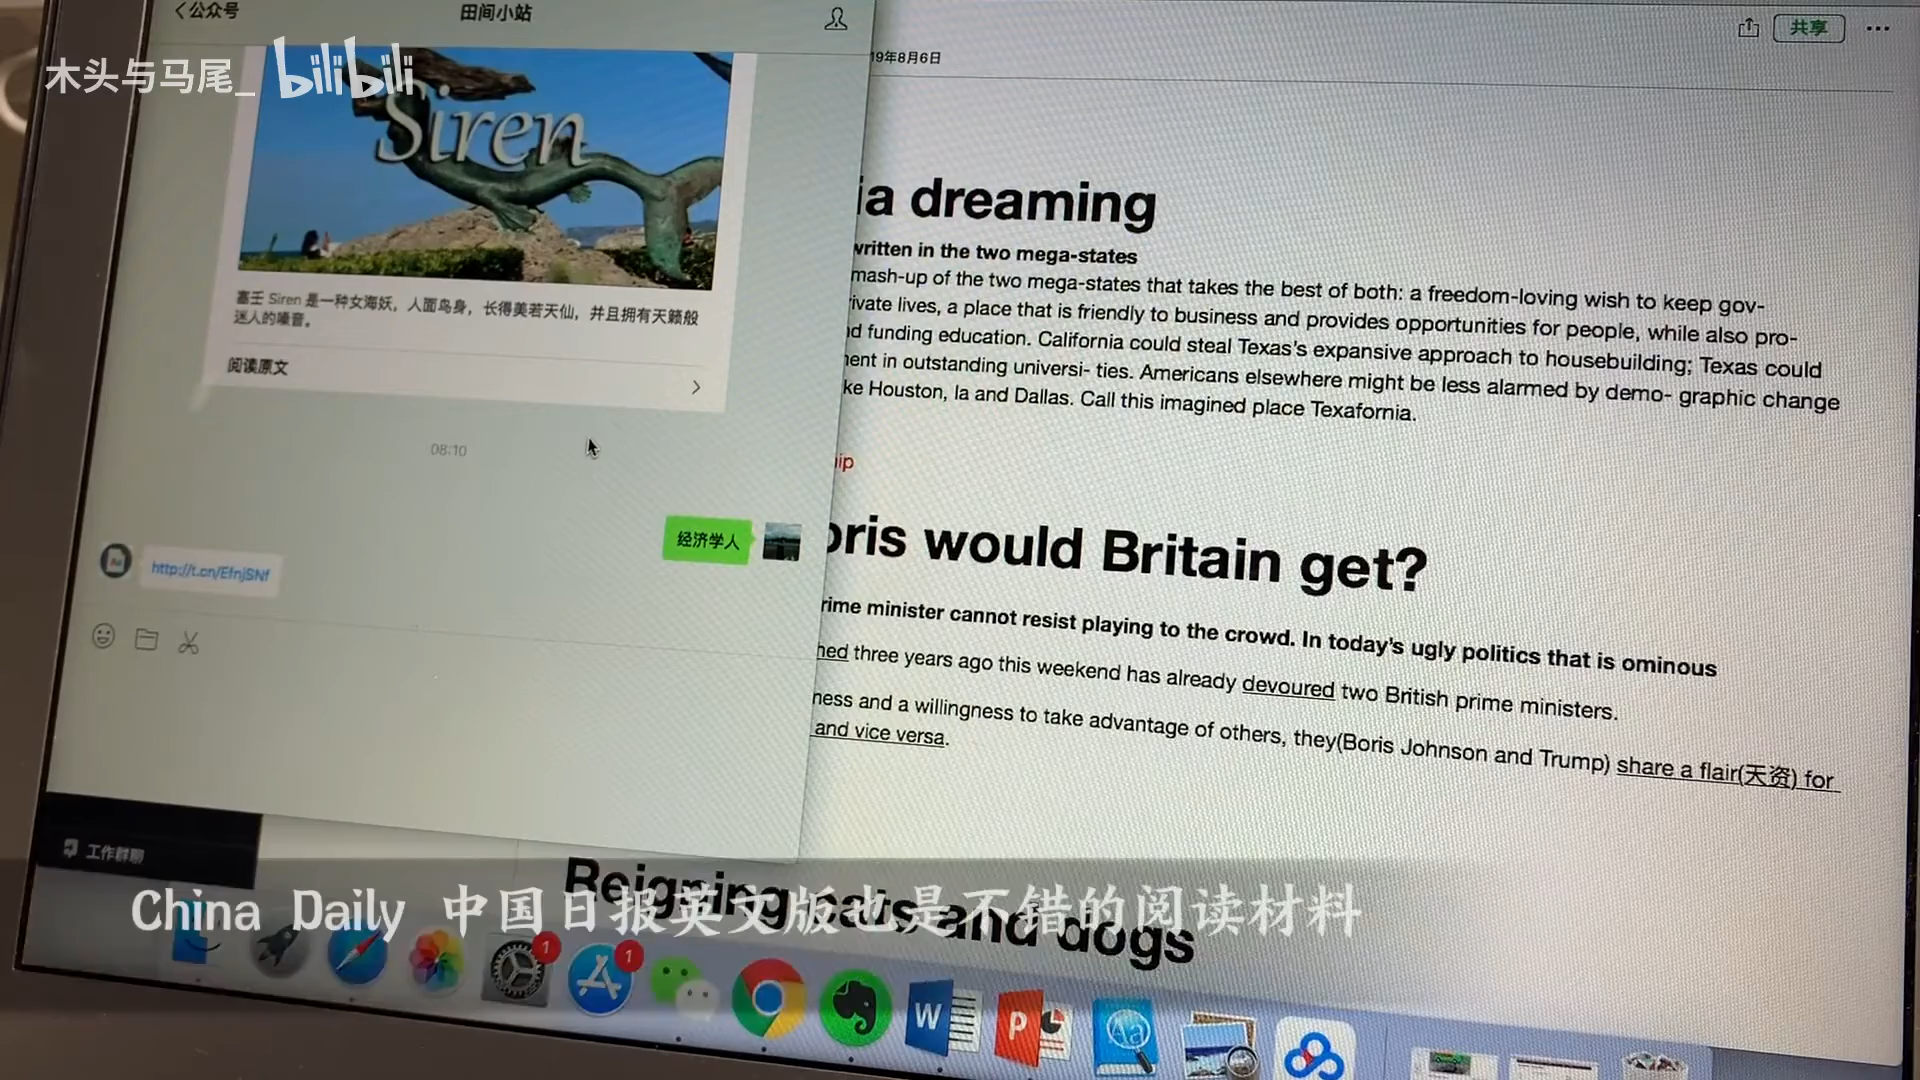 公众号
田间小站
木头与马尾_ bilibili
Siren
塞壬 Siren 是一种女海妖，人面鸟身，长得美若天仙，并且拥有天籁般
迷人的嗓音。
阅读原文
08:10
经济学人
http://t.cn/EfnjSNf
工作群聊
共享
19年8月6日
ia dreaming
written in the two mega-states
mash-up of the two mega-states that takes the best of both: a freedom-loving wish to keep gov-
ivate lives, a place that is friendly to business and provides opportunities for people, while also pro-
d funding education. California could steal Texas's expansive approach to housebuilding; Texas could
ent in outstanding universi- ties. Americans elsewhere might be less alarmed by demo- graphic change
ke Houston, la and Dallas. Call this imagined place Texafornia.
ip
oris would Britain get?
rime minister cannot resist playing to the crowd. In today's ugly politics that is ominous
hed three years ago this weekend has already devoured two British prime ministers.
ness and a willingness to take advantage of others, they(Boris Johnson and Trump) share a flair(天资) for
and vice versa.
Reigning cats and dogs
China Daily 中国日报英文版也是不错的阅读材料
1
1
W
P
Aa